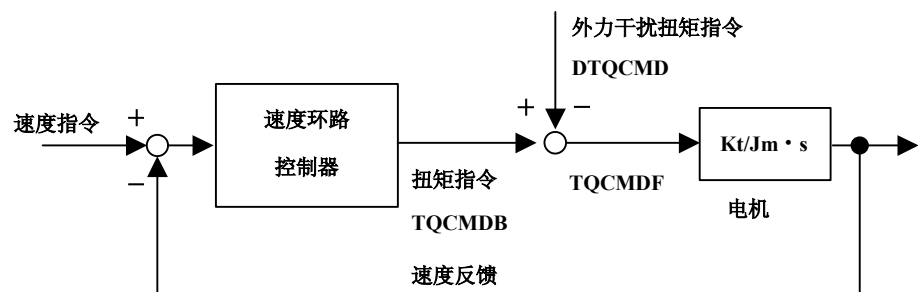 外力干扰扭矩指令
DTQCMD
速度指令
+
−
速度环路
控制器
+
−
扭矩指令
TQCMDB
TQCMDF
Kt/Jm・s
电机
速度反馈